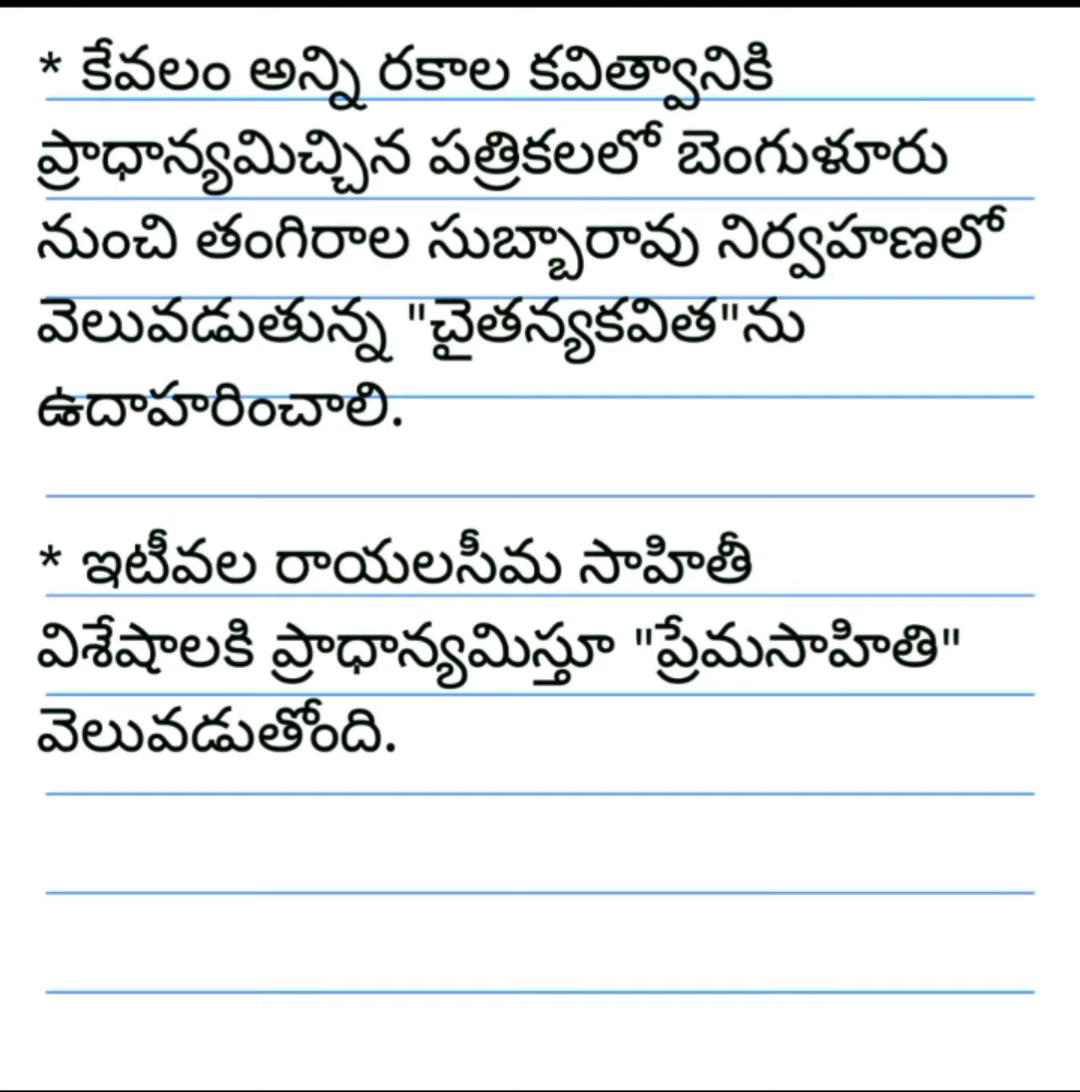 * కేవలం అన్ని రకాల కవిత్వానికి
ప్రాధాన్యమిచ్చిన పత్రికలలో బెంగుళూరు
నుంచి తంగిరాల సుబ్బారావు నిర్వహణలో
వెలువడుతున్న "చైతన్యకవిత"ను
ఉదాహరించాలి.
* ఇటీవల రాయలసీమ సాహితీ
విశేషాలకి ప్రాధాన్యమిస్తూ "ప్రేమసాహితి"
వెలువడుతోంది.